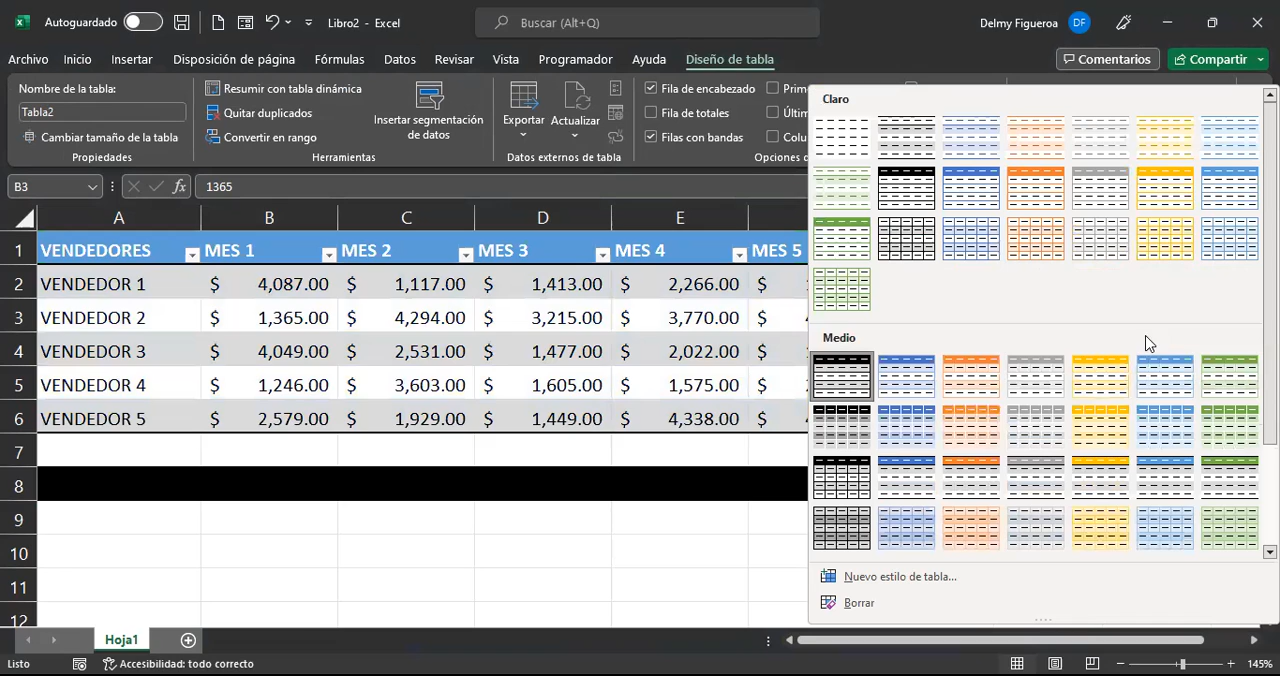 Autoguardado
Libro2 - Excel
Buscar (Alt+Q)
Delmy Figueroa DF
Archivo Inicio Insertar Disposición de página Fórmulas Datos Revisar Vista Programador Ayuda Diseño de tabla Comentarios Compartir
Nombre de la tabla:
Tabla2
Cambiar tamaño de la tabla
Propiedades
Resumir con tabla dinámica
Quitar duplicados
Convertir en rango
Insertar segmentación
de datos
Herramientas
Exportar
Actualizar
Datos externos de tabla
Fila de encabezado
Fila de totales
Filas con bandas
Opciones
B3
fx
1365
A B C D E
1 VENDEDORES MES 1 MES 2 MES 3 MES 4 MES 5
2 VENDEDOR 1 $ 4,087.00 $ 1,117.00 $ 1,413.00 $ 2,266.00 $
3 VENDEDOR 2 $ 1,365.00 $ 4,294.00 $ 3,215.00 $ 3,770.00 $
4 VENDEDOR 3 $ 4,049.00 $ 2,531.00 $ 1,477.00 $ 2,022.00 $
5 VENDEDOR 4 $ 1,246.00 $ 3,603.00 $ 1,605.00 $ 1,575.00 $
6 VENDEDOR 5 $ 2,579.00 $ 1,929.00 $ 1,449.00 $ 4,338.00 $
7
8
9
10
11
12
Claro
Medio
Nuevo estilo de tabla...
Borrar
Hoja1
Listo
Accesibilidad: todo correcto
145%